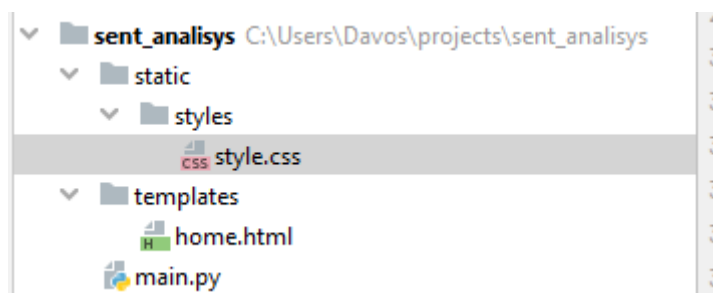 sent_analisys C:\Users\Davos\projects\sent_analisys
static
styles
CSS style.css
templates
H home.html
main.py